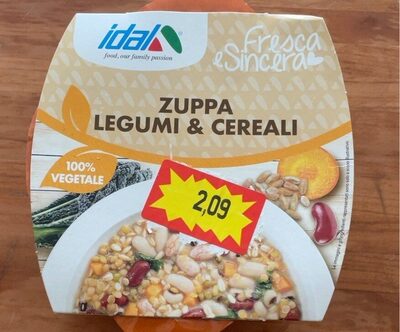 idal
food, our family passion
Fresca
e Sincera
ZUPPA
LEGUMI & CEREALI
100%
VEGETALE
2,09